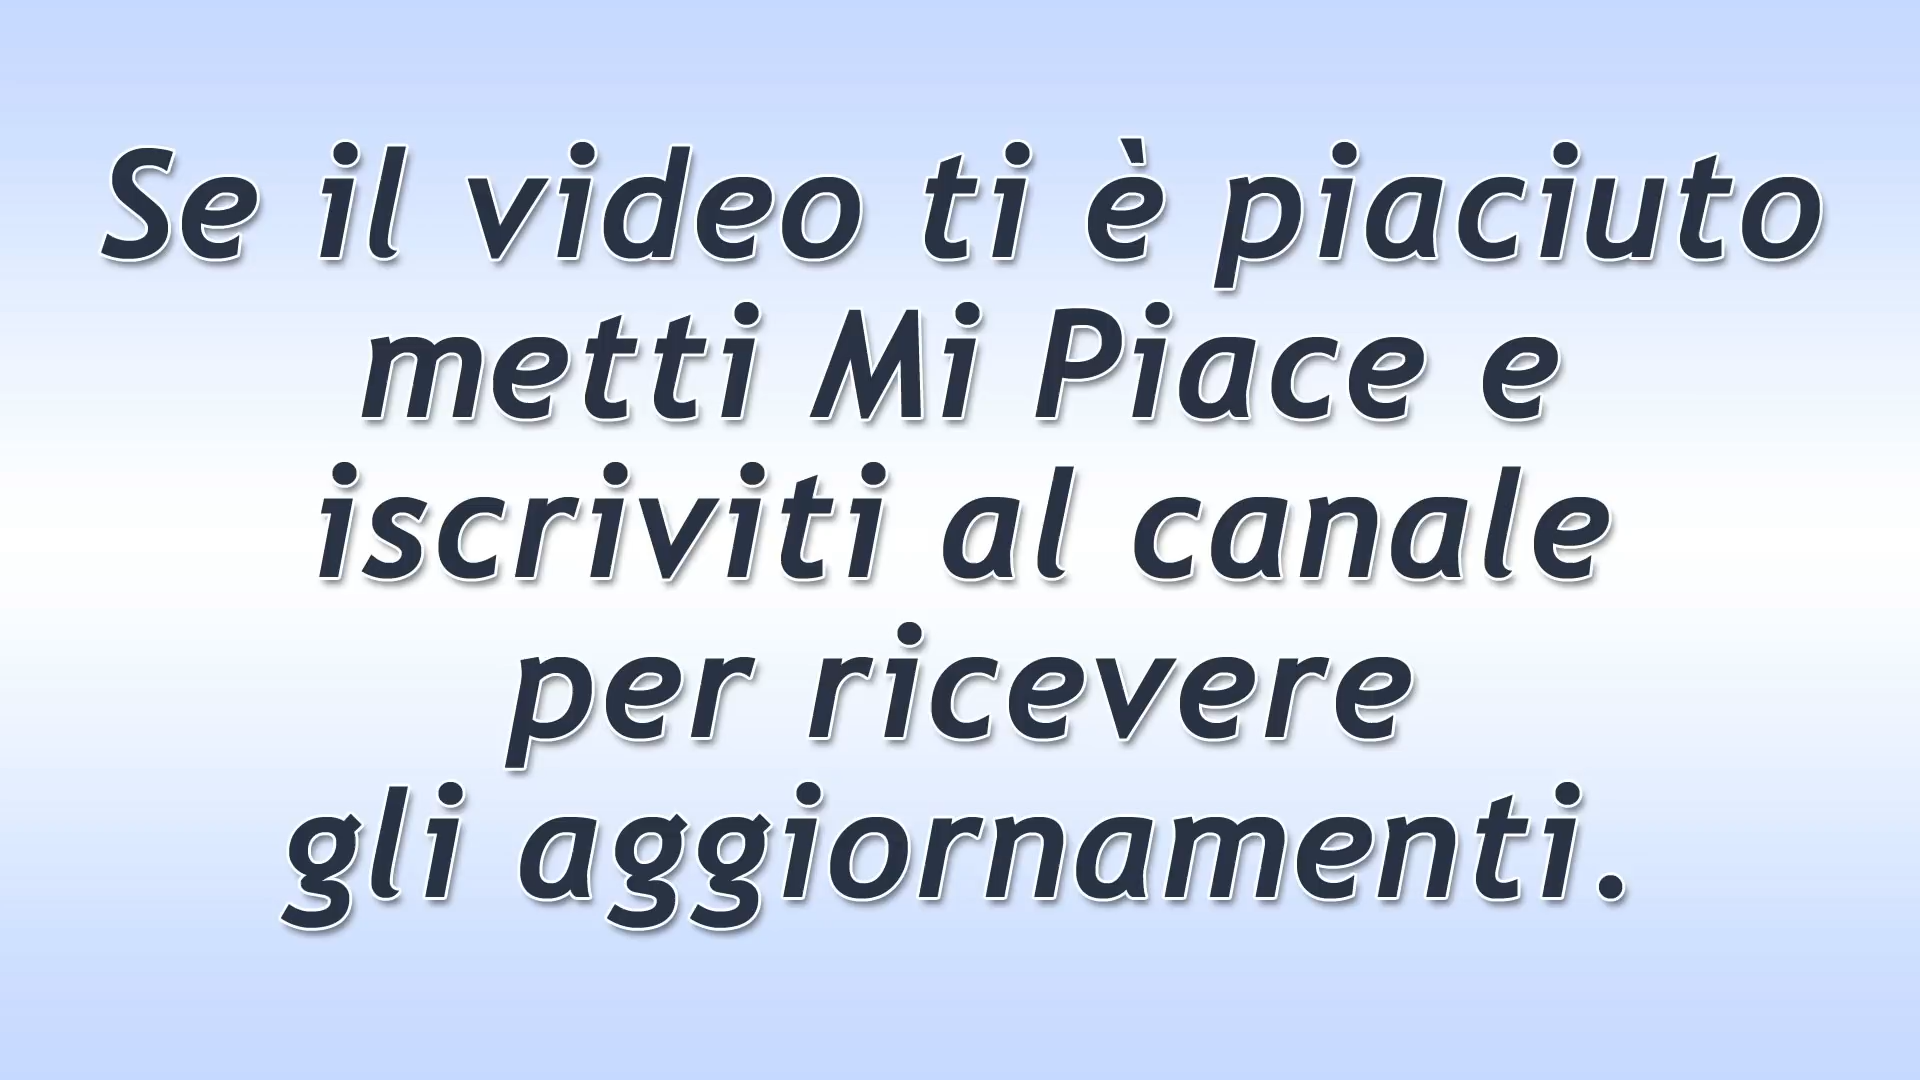 Se il video ti è piaciuto
metti Mi Piace e
iscriviti al canale
per ricevere
gli aggiornamenti.